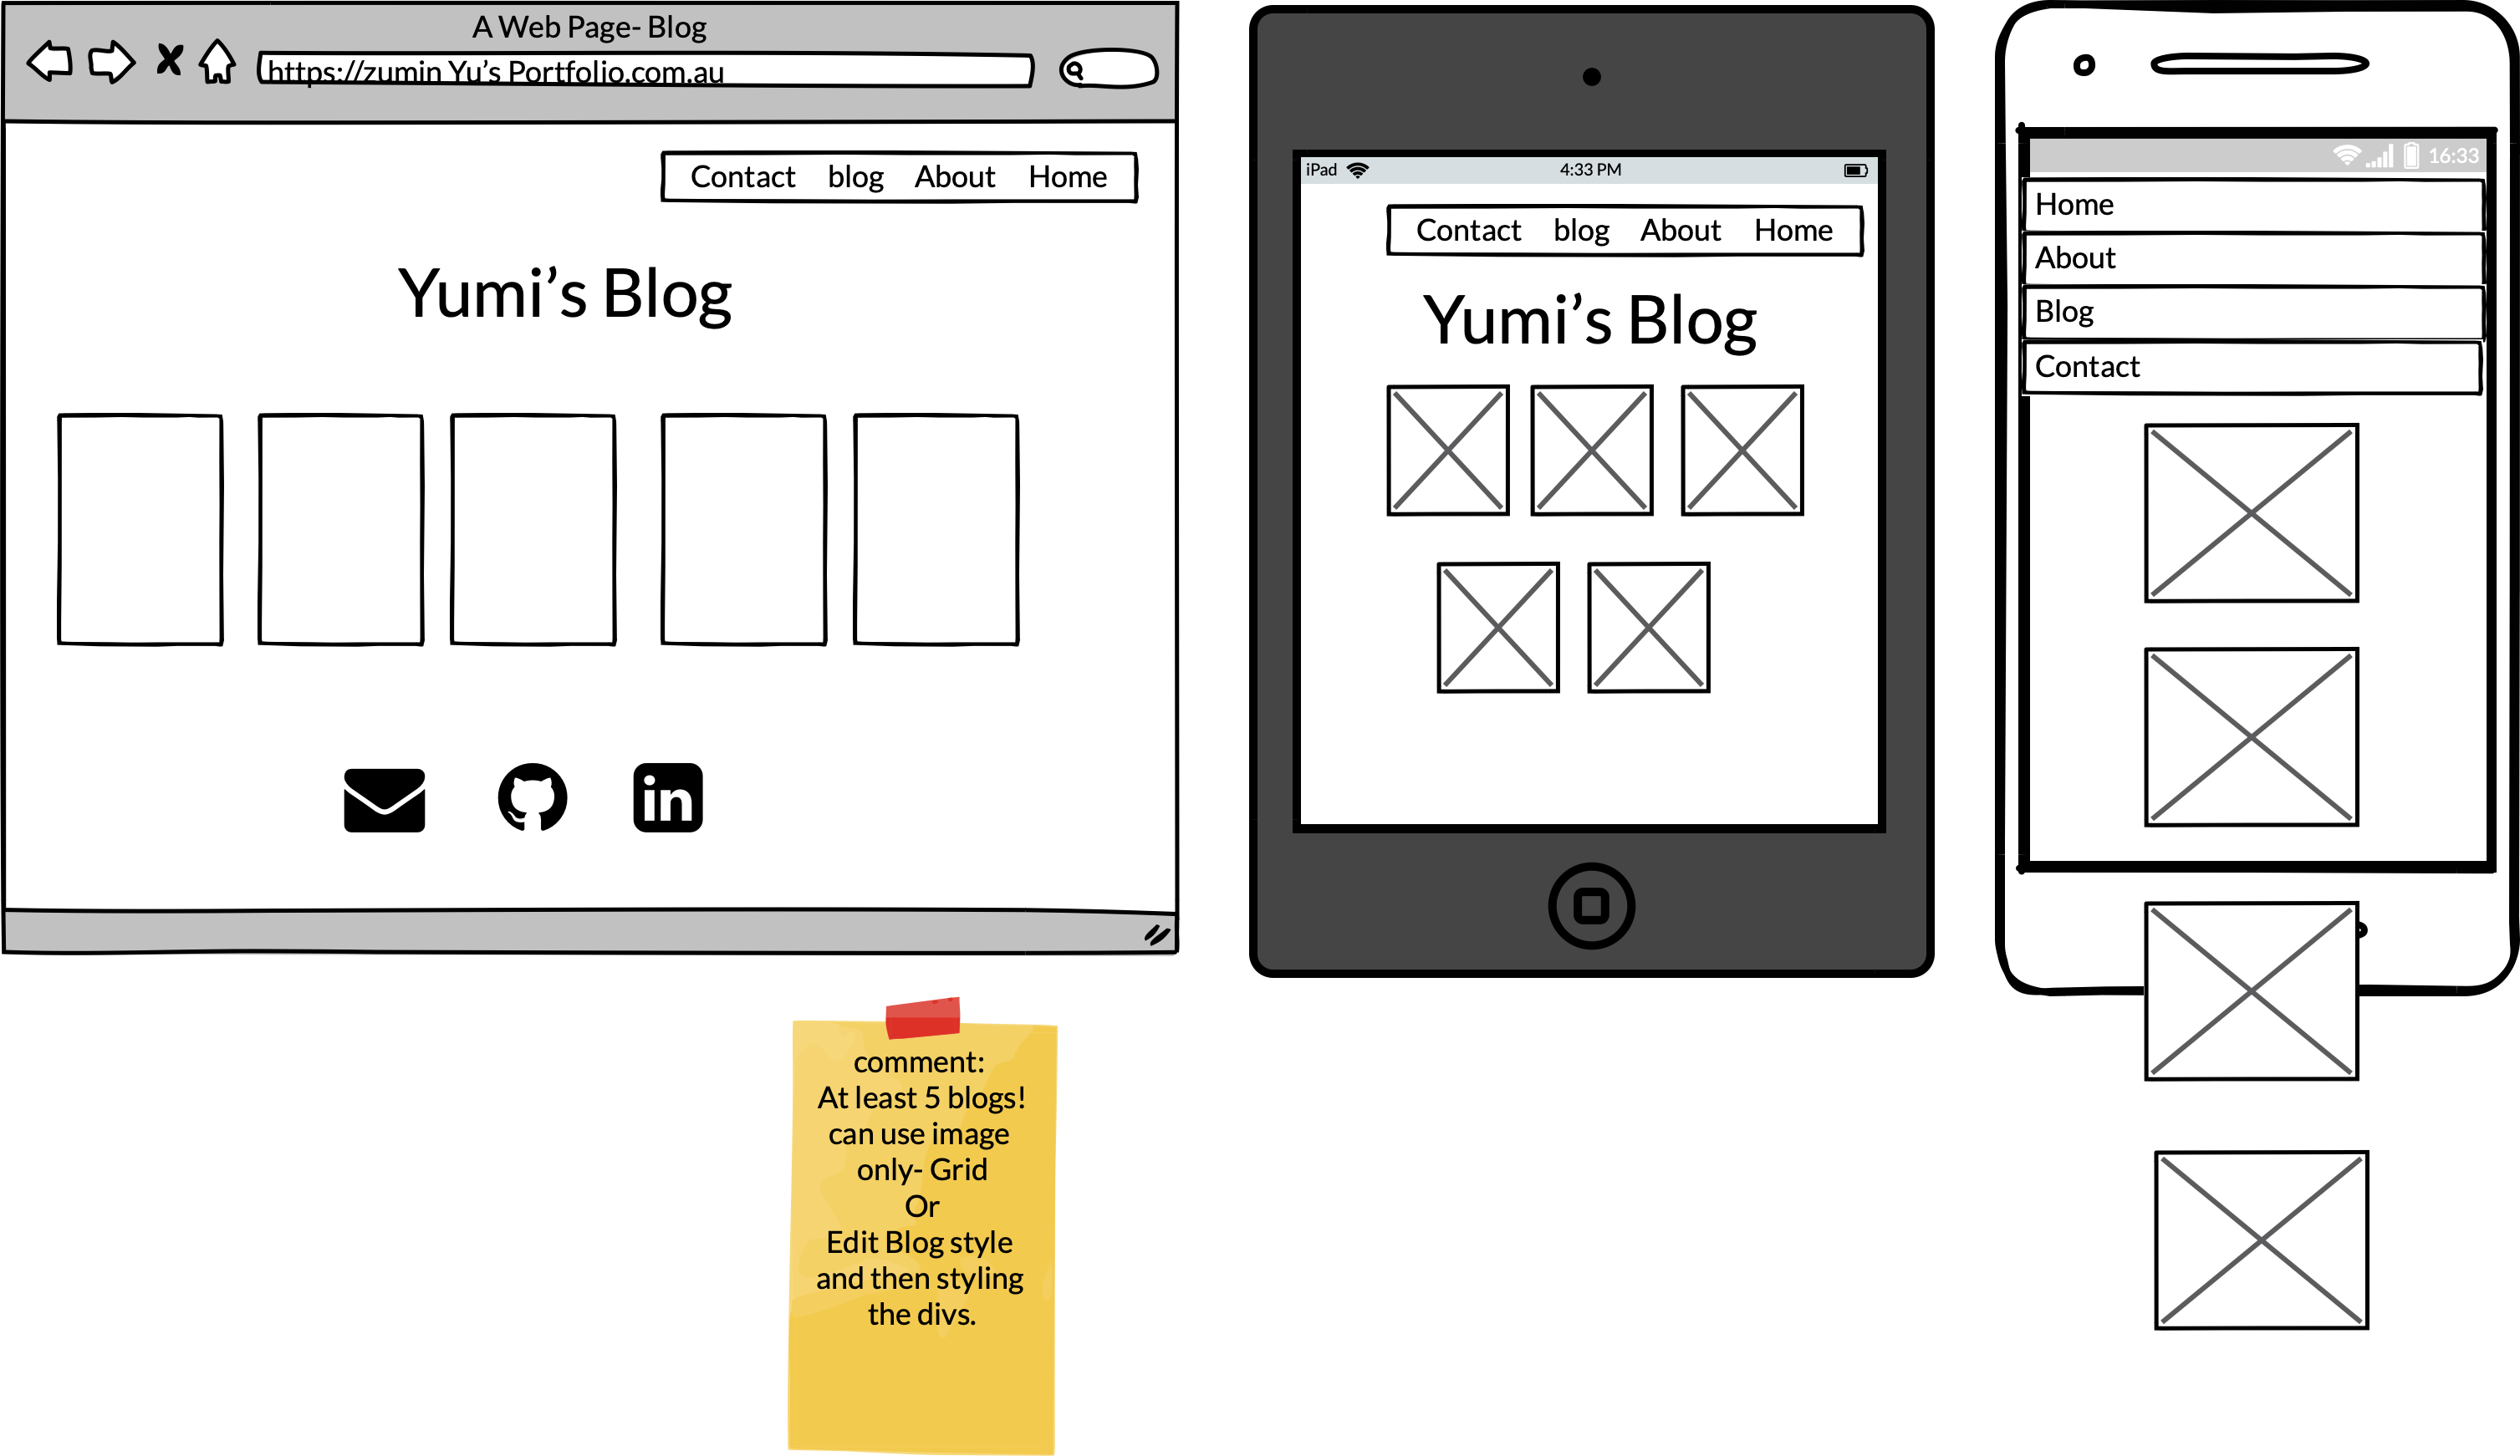 A Web Page- Blog
https://zumin Yu's Portfolio.com.au
Contact blog About Home
Yumi's Blog
in
iPad 4:33 PM
Contact blog About Home
Yumi's Blog
16:33
Home
About
Blog
Contact
comment:
At least 5 blogs!
can use image
only- Grid
Or
Edit Blog style
and then styling
the divs.